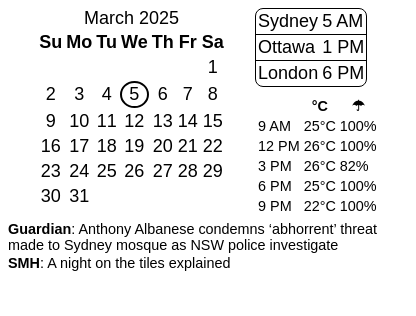 March 2025
Su Mo Tu We Th Fr Sa
1
2 3 4 5 6 7 8
9 10 11 12 13 14 15
16 17 18 19 20 21 22
23 24 25 26 27 28 29
30 31
Sydney 5 AM
Ottawa 1 PM
London 6 PM
°C ☂
9 AM 25°C 100%
12 PM 26°C 100%
3 PM 26°C 82%
6 PM 25°C 100%
9 PM 22°C 100%
Guardian: Anthony Albanese condemns ‘abhorrent’ threat
made to Sydney mosque as NSW police investigate
SMH: A night on the tiles explained